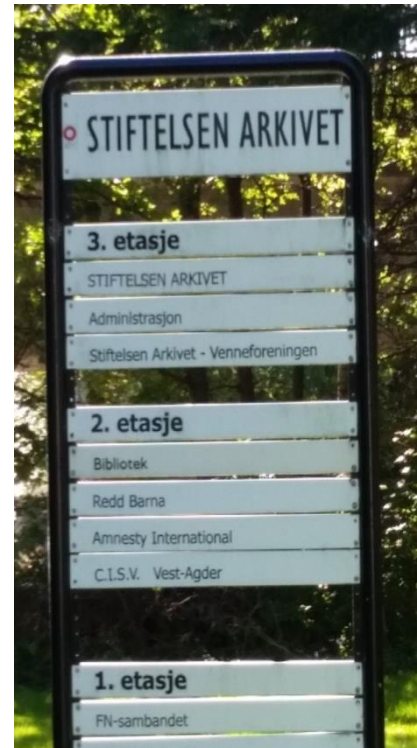 STIFTELSEN ARKIVET
3. etasje
STIFTELSEN ARKIVET
Administrasjon
Stiftelsen Arkivet - Venneforeningen
2. etasje
Bibliotek
Redd Barna
Amnesty International
C.I.S.V. Vest-Agder
1. etasje
FN-sambandet